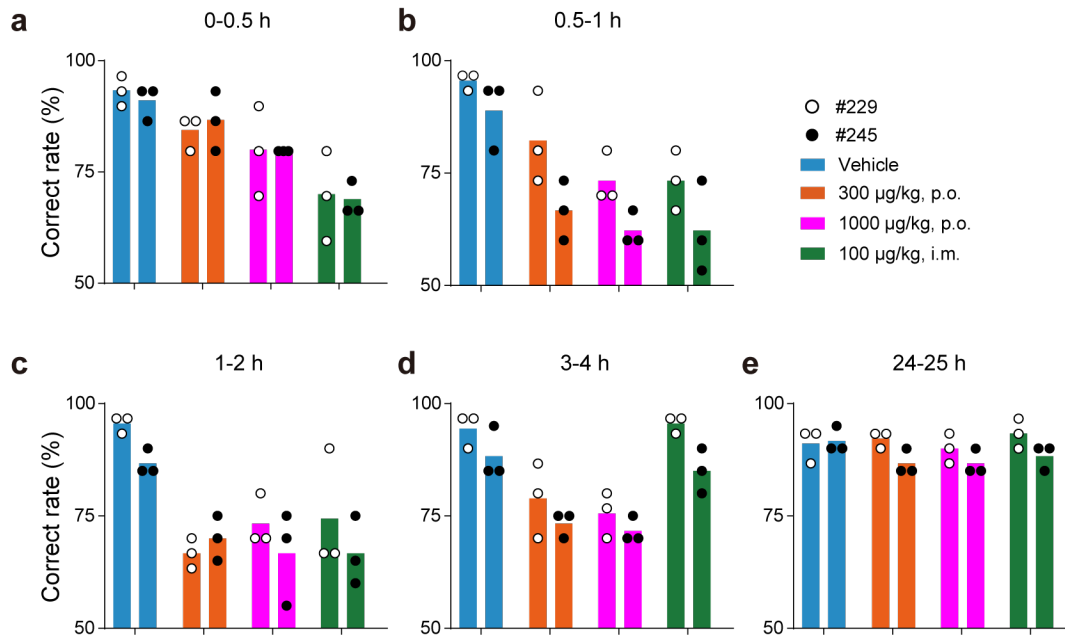 a
0-0.5 h
Correct rate (%)
100
75
50
b
0.5-1 h
100
75
50
#229
#245
Vehicle
300 µg/kg, p.o.
1000 µg/kg, p.o.
100 µg/kg, i.m.
c
1-2 h
Correct rate (%)
100
75
50
d
3-4 h
100
75
50
e
24-25 h
100
75
50